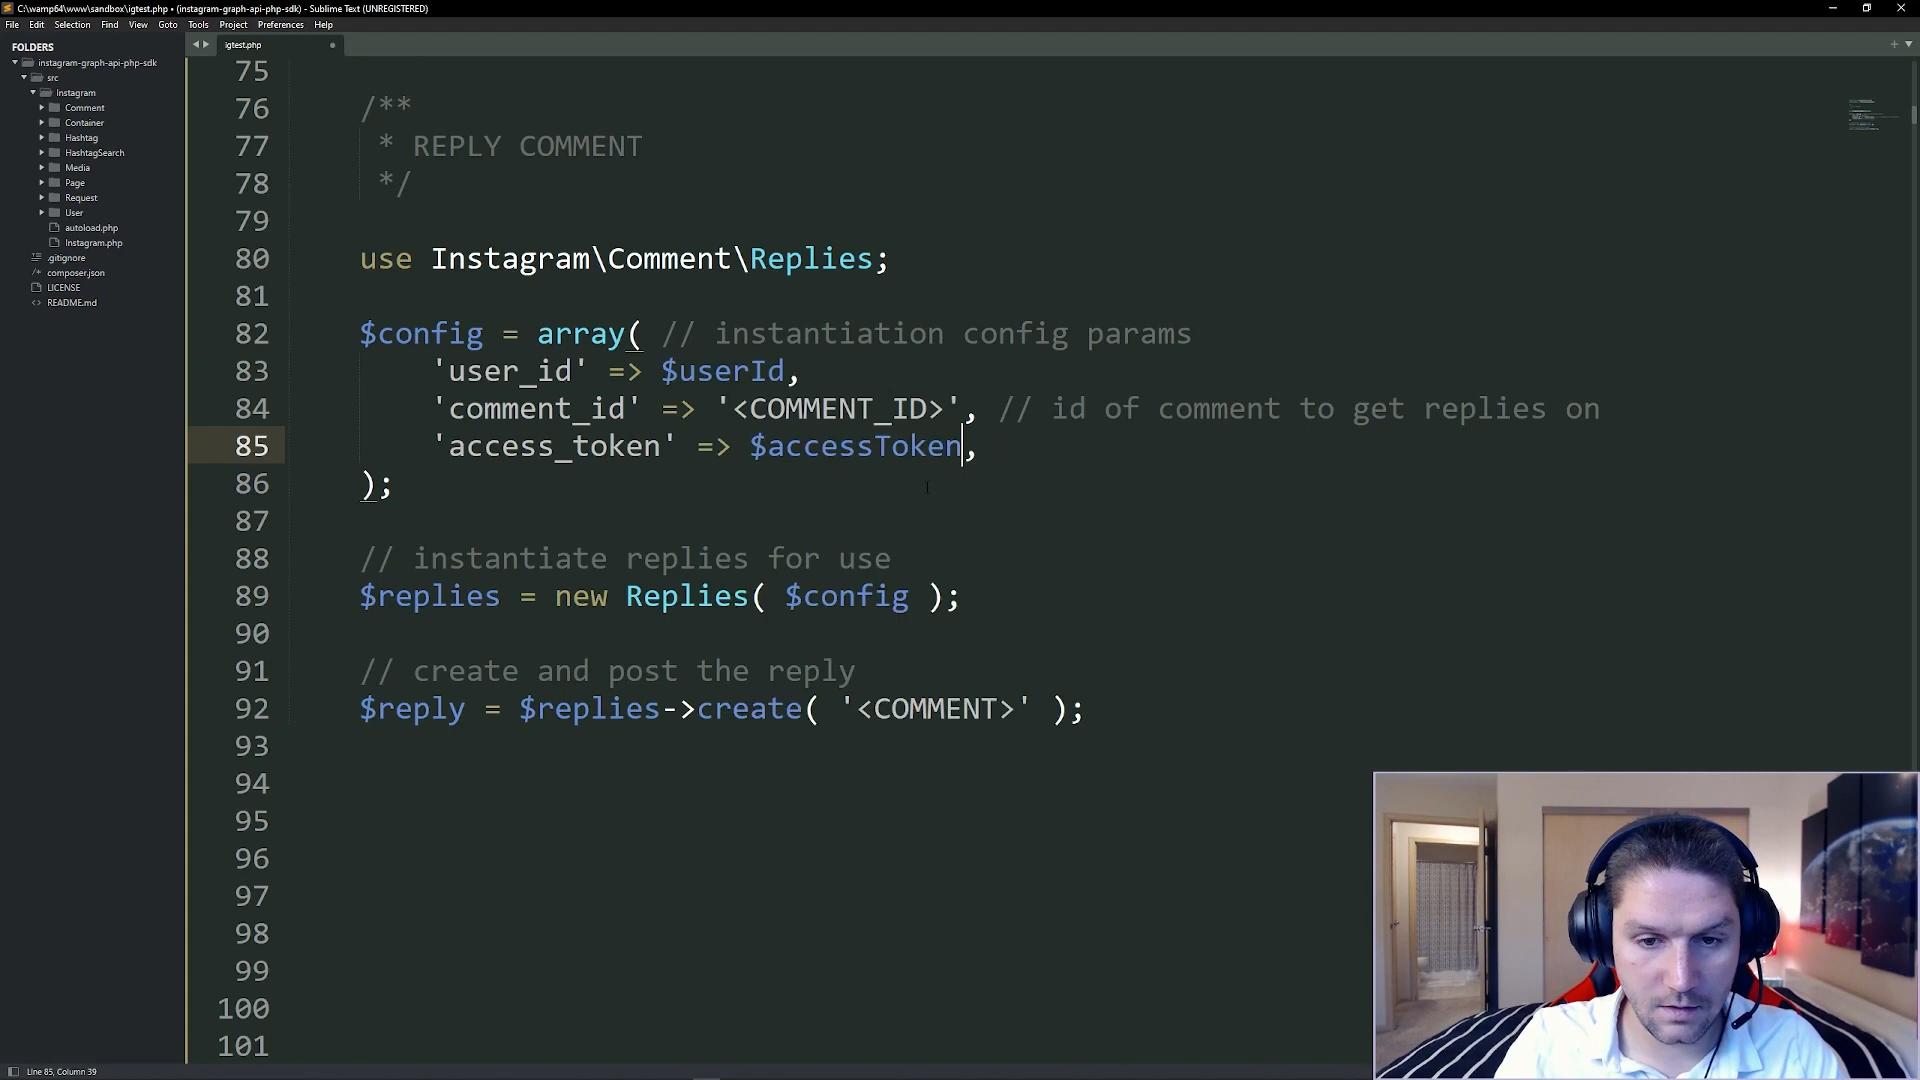 C:\wamp64\www\sandbox\igtest.php • (instagram-graph-api-php-sdk) - Sublime Text (UNREGISTERED)
File Edit Selection Find View Goto Tools Project Preferences Help
FOLDERS
instagram-graph-api-php-sdk
src
Instagram
Comment
Container
Hashtag
HashtagSearch
Media
Page
Request
User
autoload.php
Instagram.php
.gitignore
composer.json
LICENSE
README.md
igtest.php
75
76 /**
77 * REPLY COMMENT
78 */
79
80 use Instagram\Comment\Replies;
81
82 $config = array( // instantiation config params
83 'user_id' => $userId,
84 'comment_id' => '<COMMENT_ID>', // id of comment to get replies on
85 'access_token' => $accessToken,
86 );
87
88 // instantiate replies for use
89 $replies = new Replies( $config );
90
91 // create and post the reply
92 $reply = $replies->create( '<COMMENT>' );
93
94
95
96
97
98
99
100
101
Line 85, Column 39